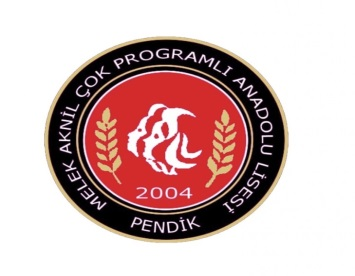 MELEK AKNİL ÇOK PROGRAMLI ANADOLU LİSESİ
2004
PENDİK